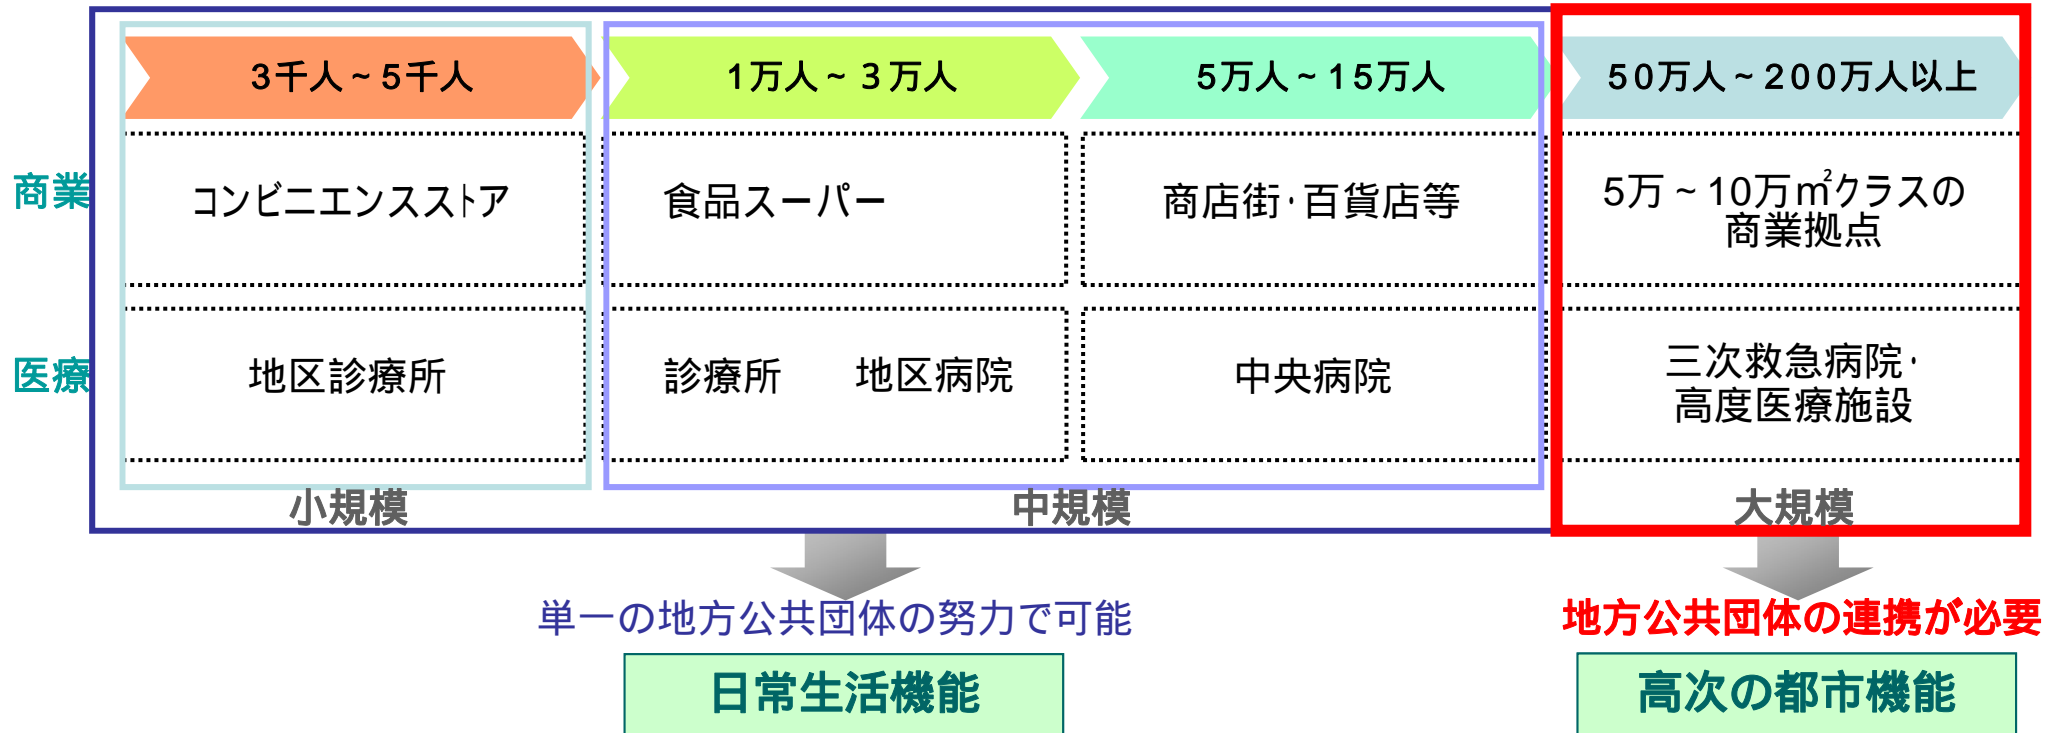 3千人~5千人
1万人~3万人
5万人~15万人
50万人~200万人以上
商業
コンビニエンスストア
食品スーパー
商店街・百貨店等
5万~10万㎡クラスの
商業拠点
医療
地区診療所
診療所 地区病院
中央病院
三次救急病院・
高度医療施設
小規模
中規模
大規模
単一の地方公共団体の努力で可能
地方公共団体の連携が必要
日常生活機能
高次の都市機能